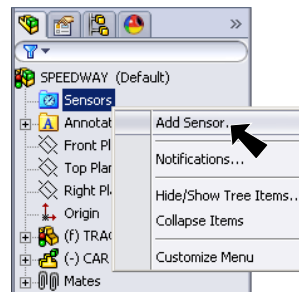 »
SPEEDWAY (Default)
Sensors
Annotat
Add Sensor...
Front Pl
Notifications...
Top Plan
Right Pl
Hide/Show Tree Items...
Origin
Collapse Items
(f) TRAC
(-) CAR
Customize Menu
Mates